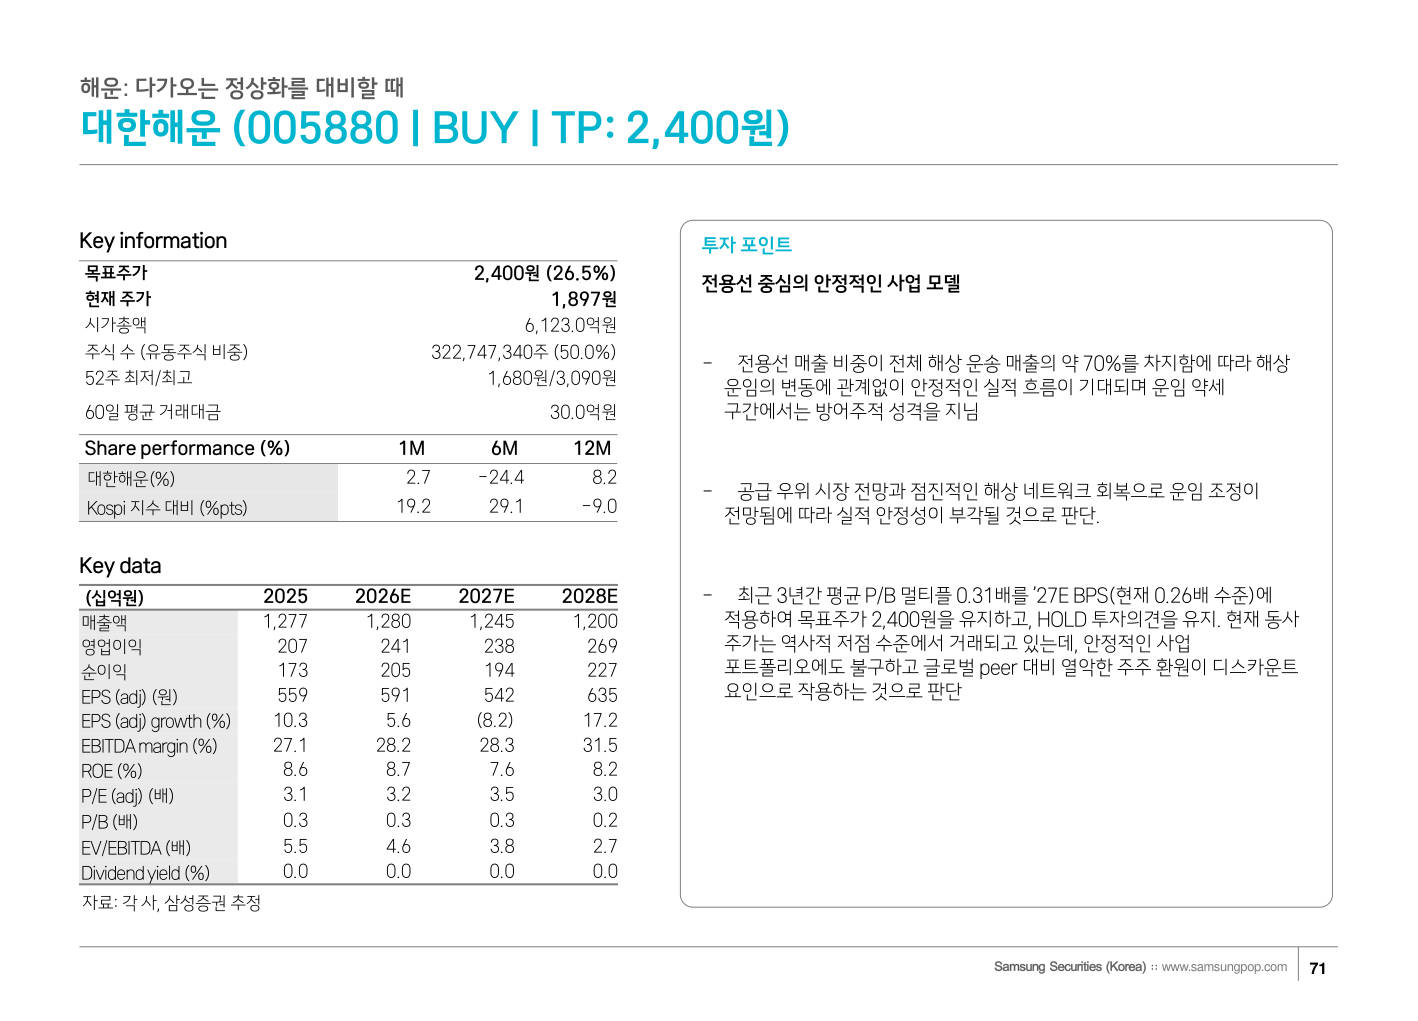 해운: 다가오는 정상화를 대비할 때
대한해운 (005880 | BUY | TP: 2,400원)
Key information
목표주가 2,400원 (26.5%)
현재 주가 1,897원
시가총액 6,123.0억원
주식 수 (유동주식 비중) 322,747,340주 (50.0%)
52주 최저/최고 1,680원/3,090원
60일 평균 거래대금 30.0억원
Share performance (%) 1M 6M 12M
대한해운(%) 2.7 -24.4 8.2
Kospi 지수 대비 (%pts) 19.2 29.1 -9.0
Key data
(십억원) 2025 2026E 2027E 2028E
매출액 1,277 1,280 1,245 1,200
영업이익 207 241 238 269
순이익 173 205 194 227
EPS (adj) (원) 559 591 542 635
EPS (adj) growth (%) 10.3 5.6 (8.2) 17.2
EBITDA margin (%) 27.1 28.2 28.3 31.5
ROE (%) 8.6 8.7 7.6 8.2
P/E (adj) (배) 3.1 3.2 3.5 3.0
P/B (배) 0.3 0.3 0.3 0.2
EV/EBITDA (배) 5.5 4.6 3.8 2.7
Dividend yield (%) 0.0 0.0 0.0 0.0
자료: 각 사, 삼성증권 추정
투자 포인트
전용선 중심의 안정적인 사업 모델
- 전용선 매출 비중이 전체 해상 운송 매출의 약 70%를 차지함에 따라 해상
운임의 변동에 관계없이 안정적인 실적 흐름이 기대되며 운임 약세
구간에서는 방어주적 성격을 지님
- 공급 우위 시장 전망과 점진적인 해상 네트워크 회복으로 운임 조정이
전망됨에 따라 실적 안정성이 부각될 것으로 판단.
- 최근 3년간 평균 P/B 멀티플 0.31배를 '27E BPS(현재 0.26배 수준)에
적용하여 목표주가 2,400원을 유지하고, HOLD 투자의견을 유지. 현재 동사
주가는 역사적 저점 수준에서 거래되고 있는데, 안정적인 사업
포트폴리오에도 불구하고 글로벌 peer 대비 열악한 주주 환원이 디스카운트
요인으로 작용하는 것으로 판단
Samsung Securities (Korea) :: www.samsungpop.com 71